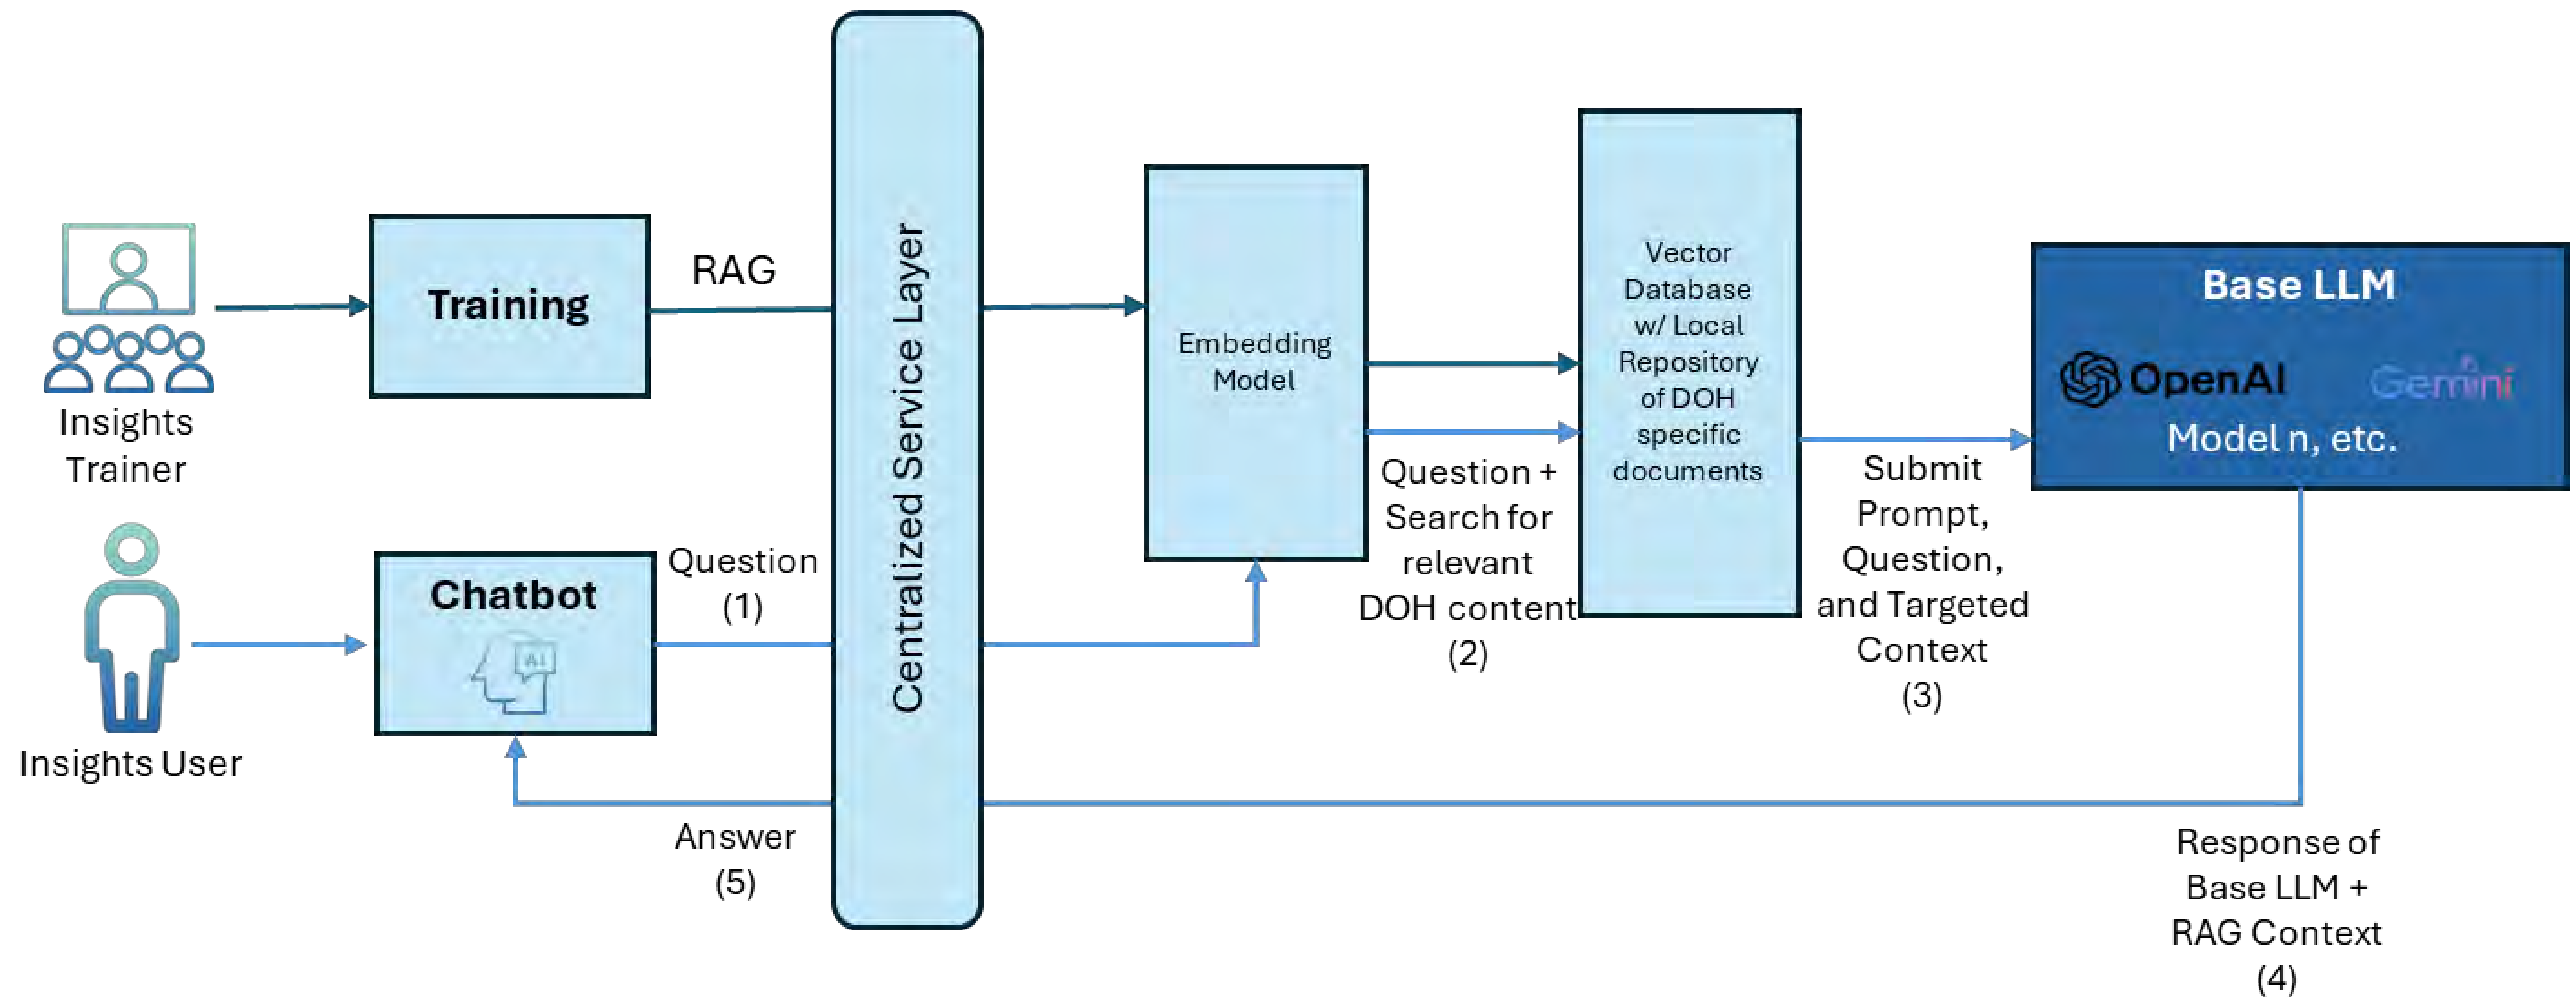 Insights
Trainer
Training
RAG
Insights User
Chatbot
AI
Question
(1)
Answer
(5)
Centralized Service Layer
Embedding
Model
Question +
Search for
relevant
DOH content
(2)
Vector
Database
w/ Local
Repository
of DOH
specific
documents
Submit
Prompt,
Question,
and Targeted
Context
(3)
Base LLM
OpenAI
Gemini
Model n, etc.
Response of
Base LLM +
RAG Context
(4)